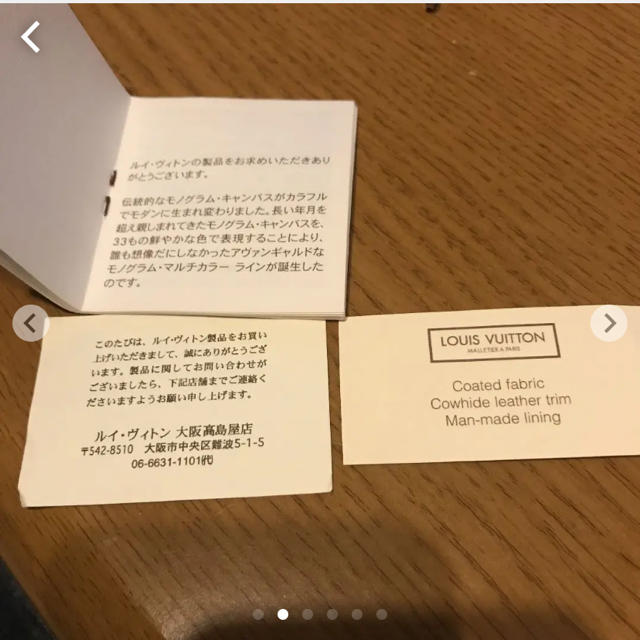 ルイ・ヴィトンの製品をお求めいただきあり
がとうございます。
伝統的なモノグラム・キャンバスがカラフル
でモダンに生まれ変わりました。長い年月を
超え親しまれてきたモノグラム・キャンバスを、
33もの鮮やかな色で表現することにより、
誰も想像だにしなかったアヴァンギャルドな
モノグラム・マルチカラー ラインが誕生した
のです。
このたびは、ルイ・ヴィトン製品をお買い
上げいただきまして、誠にありがとうござ
います。製品に関してお問い合わせが
ございましたら、下記店舗までご連絡く
ださいますようお願い申し上げます。
ルイ・ヴィトン 大阪髙島屋店
〒542-8510 大阪市中央区難波5-1-5
06-6631-1101㈹
LOUIS VUITTON
MALLETIER À PARIS
Coated fabric
Cowhide leather trim
Man-made lining